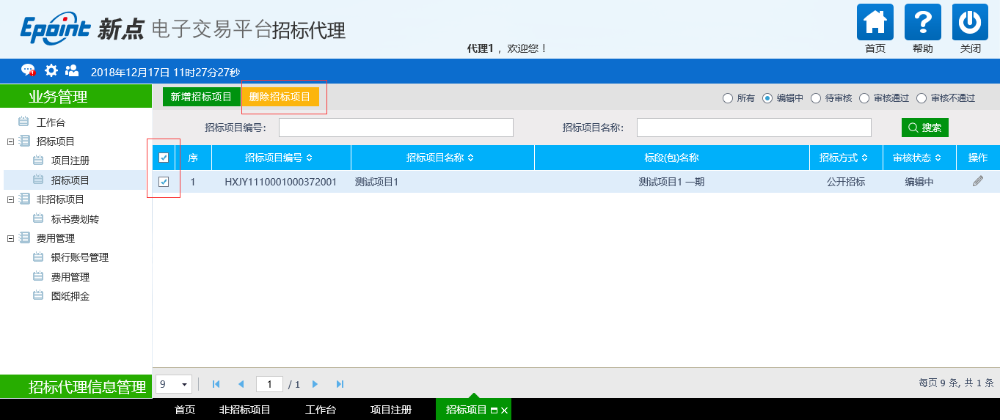 Epoint 新点 电子交易平台招标代理
代理1 ，欢迎您！
首页 帮助 关闭
2018年12月17日 11时27分27秒
业务管理
工作台
招标项目
项目注册
招标项目
非招标项目
标书费划转
费用管理
银行账号管理
费用管理
图纸押金
招标代理信息管理
新增招标项目 删除招标项目
所有 编辑中 待审核 审核通过 审核不通过
招标项目编号： 招标项目名称： 搜索
序 招标项目编号 招标项目名称 标段(包)名称 招标方式 审核状态 操作
1 HXJY1110001000372001 测试项目1 测试项目1 一期 公开招标 编辑中
9 1 / 1 每页 9 条, 共 1 条
首页 非招标项目 工作台 项目注册 招标项目